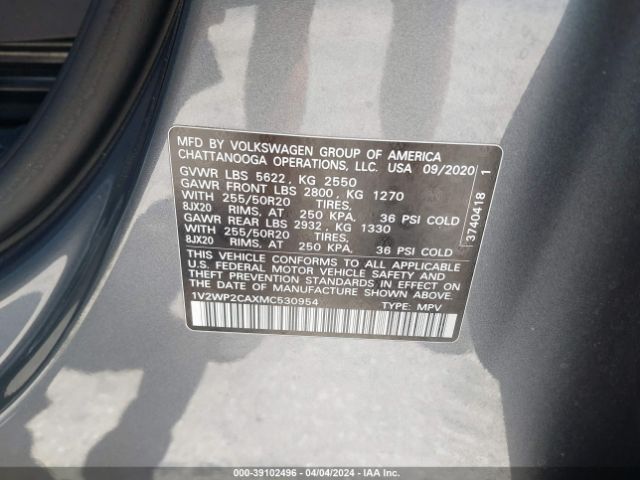 MFD BY VOLKSWAGEN GROUP OF AMERICA
CHATTANOOGA OPERATIONS, LLC. USA 09/2020
GVWR LBS 5622, KG 2550
GAWR FRONT LBS 2800, KG 1270
WITH 255/50R20 TIRES,
8JX20 RIMS, AT 250 KPA, 36 PSI COLD
GAWR REAR LBS 2932, KG 1330
WITH 255/50R20 TIRES,
8JX20 RIMS, AT 250 KPA, 36 PSI COLD
THIS VEHICLE CONFORMS TO ALL APPLICABLE
U.S. FEDERAL MOTOR VEHICLE SAFETY AND
THEFT PREVENTION STANDARDS IN EFFECT ON
THE DATE OF MANUFACTURE SHOWN ABOVE.
1V2WP2CAXMC530954 TYPE: MPV
3740418 1
000-39102496 - 04/04/2024 - IAA Inc.